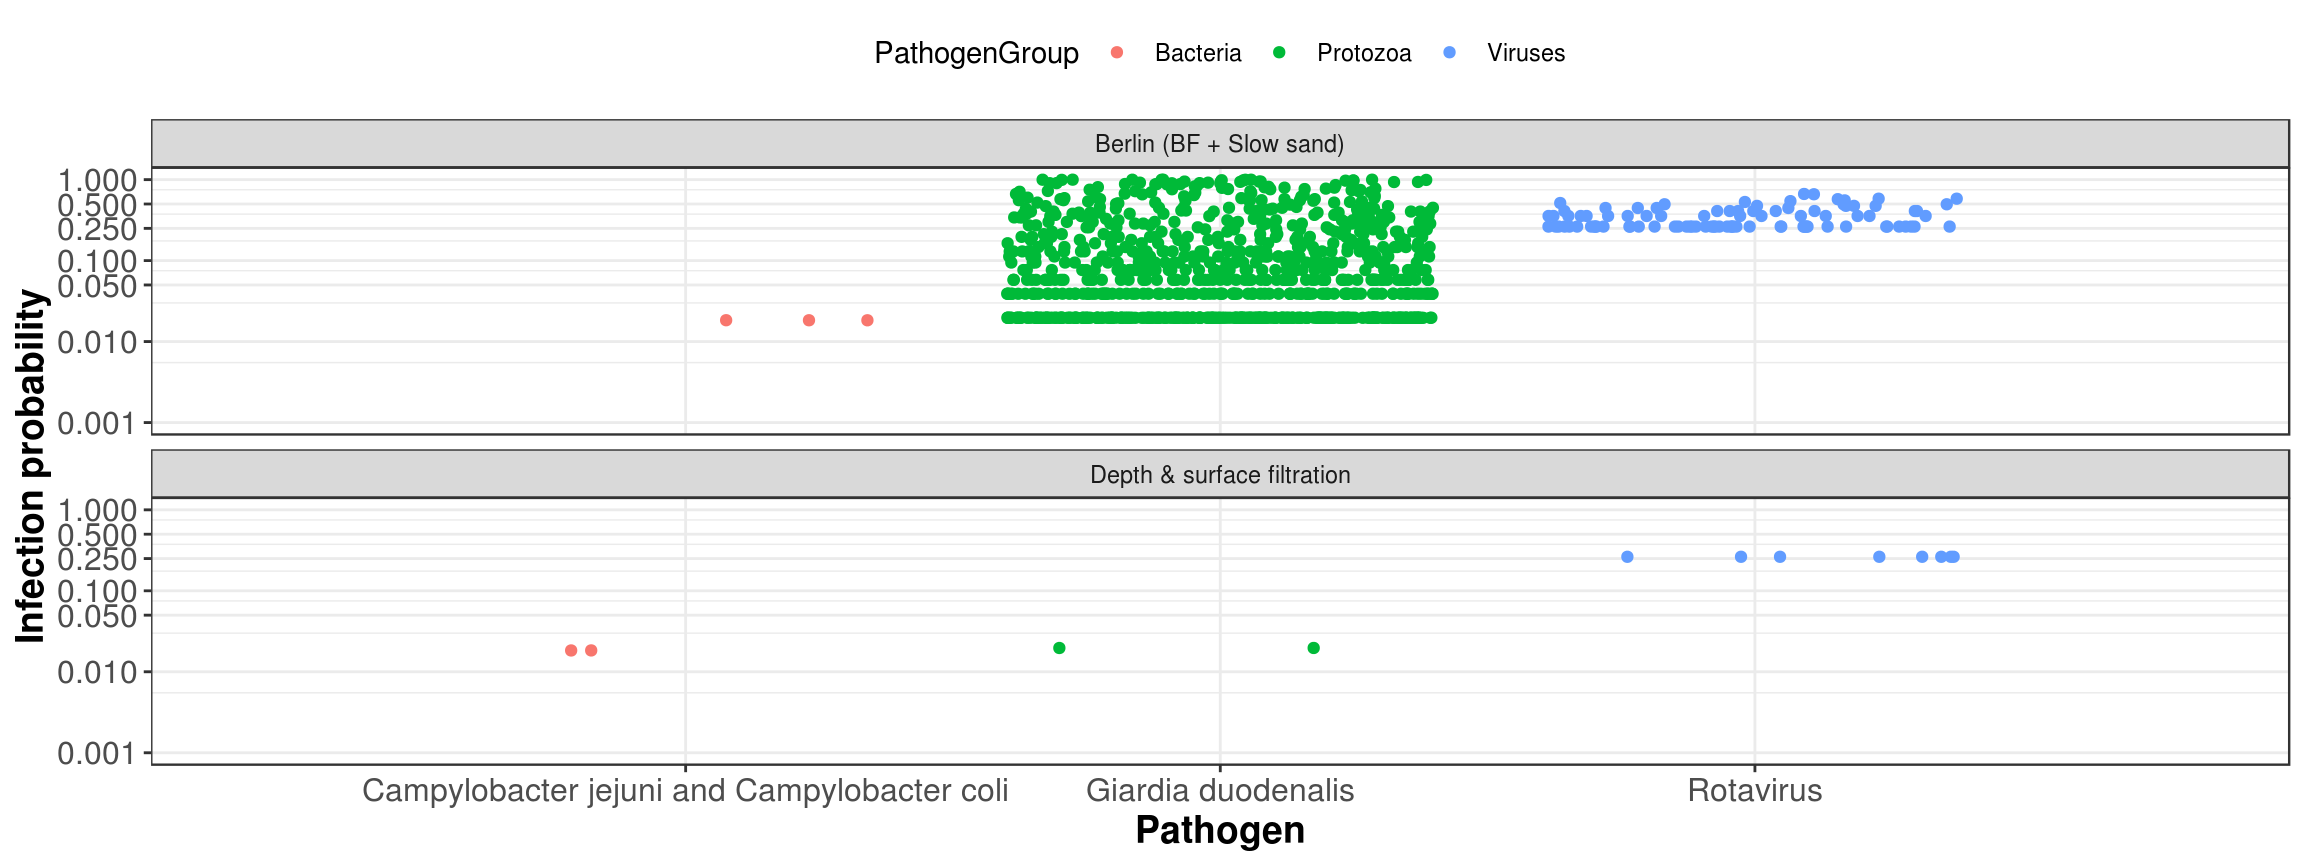 PathogenGroup Bacteria Protozoa Viruses
Berlin (BF + Slow sand)
1.000
0.500
0.250
0.100
0.050
0.010
0.001
Depth & surface filtration
1.000
0.500
0.250
0.100
0.050
0.010
0.001
Infection probability
Campylobacter jejuni and Campylobacter coli Giardia duodenalis Rotavirus
Pathogen